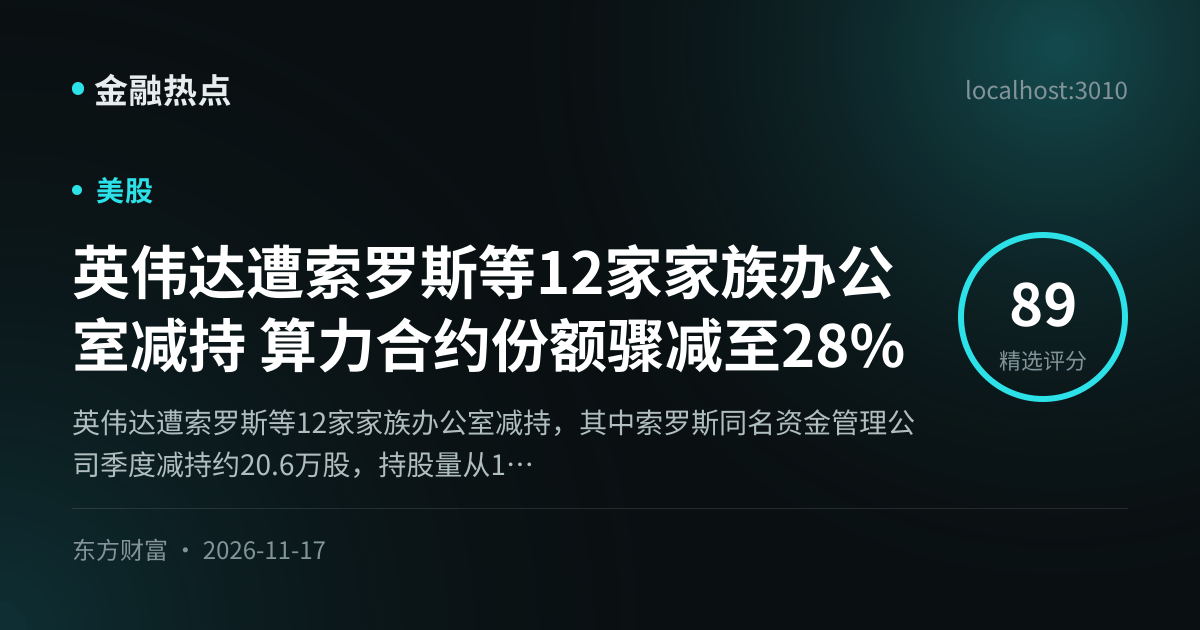 金融热点
localhost:3010
美股
英伟达遭索罗斯等12家家族办公
室减持 算力合约份额骤减至28%
89
精选评分
英伟达遭索罗斯等12家家族办公室减持，其中索罗斯同名资金管理公
司季度减持约20.6万股，持股量从1…
东方财富 • 2026-11-17